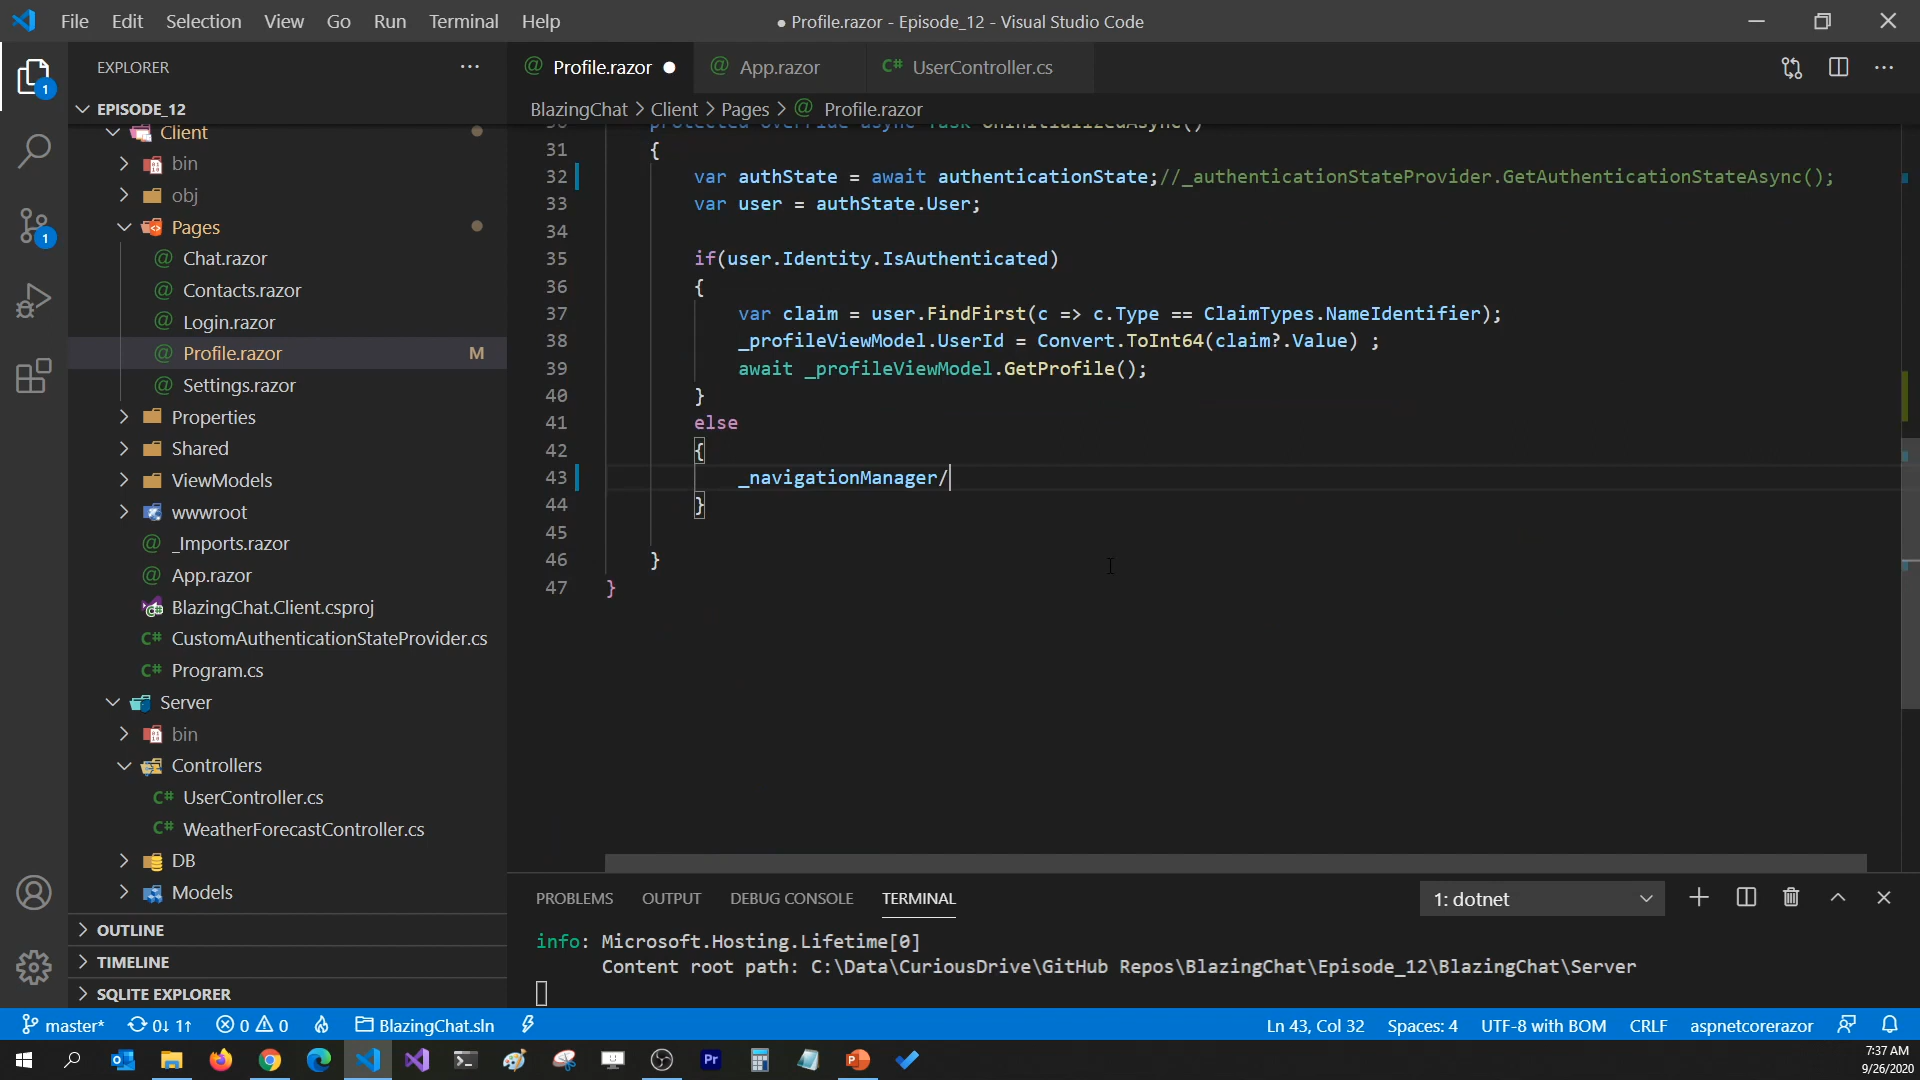 File Edit Selection View Go Run Terminal Help
● Profile.razor - Episode_12 - Visual Studio Code
EXPLORER
Profile.razor
App.razor
C# UserController.cs
EPISODE_12
BlazingChat > Client > Pages > Profile.razor
Client
bin
obj
Pages
Chat.razor
Contacts.razor
Login.razor
Profile.razor M
Settings.razor
Properties
Shared
ViewModels
wwwroot
_Imports.razor
App.razor
BlazingChat.Client.csproj
C# CustomAuthenticationStateProvider.cs
C# Program.cs
Server
bin
Controllers
C# UserController.cs
C# WeatherForecastController.cs
DB
Models
OUTLINE
TIMELINE
SQLITE EXPLORER
1
1
30 protected override async Task OnInitializedAsync()
31 {
32 var authState = await authenticationState;//_authenticationStateProvider.GetAuthenticationStateAsync();
33 var user = authState.User;
34
35 if(user.Identity.IsAuthenticated)
36 {
37 var claim = user.FindFirst(c => c.Type == ClaimTypes.NameIdentifier);
38 _profileViewModel.UserId = Convert.ToInt64(claim?.Value) ;
39 await _profileViewModel.GetProfile();
40 }
41 else
42 {
43 _navigationManager/
44 }
45
46 }
47 }
PROBLEMS OUTPUT DEBUG CONSOLE TERMINAL
1: dotnet
info: Microsoft.Hosting.Lifetime[0]
Content root path: C:\Data\CuriousDrive\GitHub Repos\BlazingChat\Episode_12\BlazingChat\Server
master* 0↓ 1↑ 0 0 BlazingChat.sln
Ln 43, Col 32 Spaces: 4 UTF-8 with BOM CRLF aspnetcorerazor
7:37 AM
9/26/2020